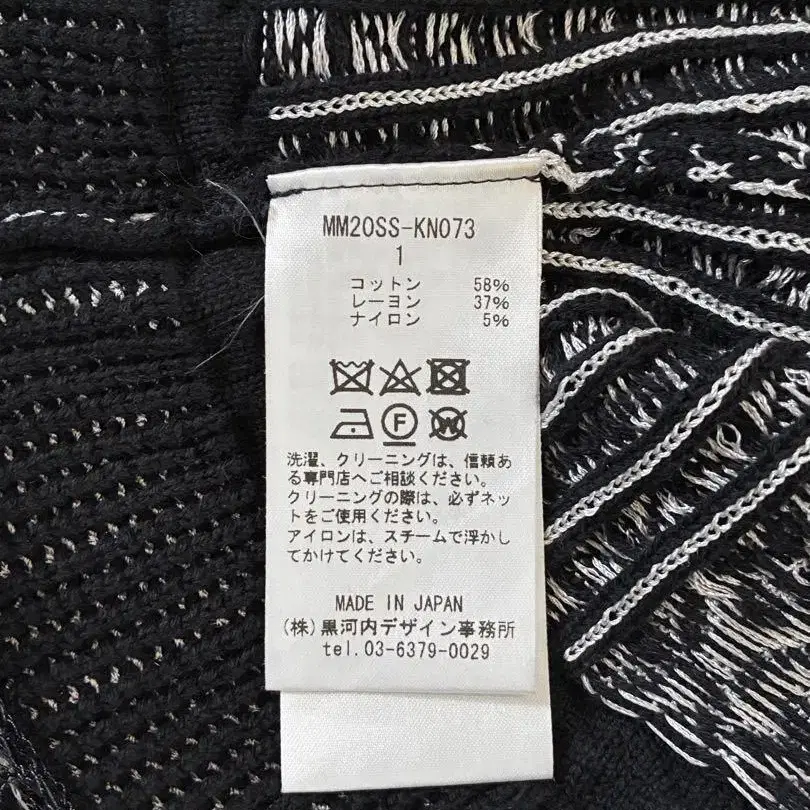 MM20SS-KN073
1
コットン 58%
レーヨン 37%
ナイロン 5%
F W
洗濯、クリーニングは、信頼あ
る専門店へご相談ください。
クリーニングの際は、必ずネッ
トをご使用ください。
アイロンは、スチームで浮かし
てかけてください。
MADE IN JAPAN
(株)黒河内デザイン事務所
tel.03-6379-0029